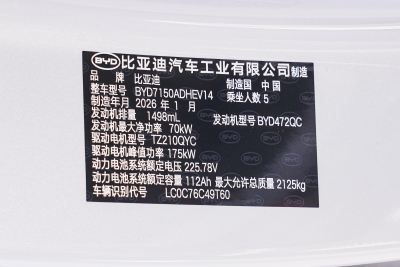 BYD 比亚迪汽车工业有限公司制造
品 牌 比亚迪 制造国 中 国
整车型号 BYD7150ADHEV14 乘坐人数 5
制造年月 2026 年 1 月
发动机排量 1498mL 发动机型号 BYD472QC
发动机最大净功率 70kW
驱动电机型号 TZ210QYC
驱动电机峰值功率 175kW
动力电池系统额定电压 225.78V
动力电池系统额定容量 112Ah 最大允许总质量 2125kg
车辆识别代号 LC0C76C49T60